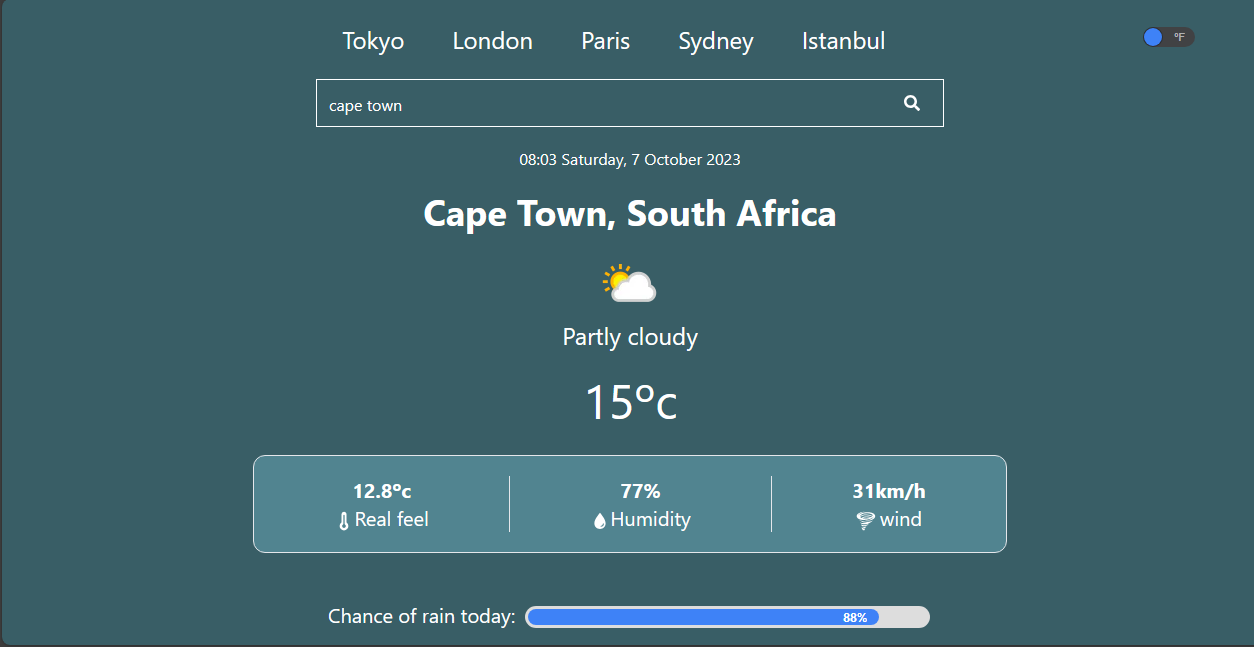 Tokyo London Paris Sydney Istanbul °F
cape town
08:03 Saturday, 7 October 2023
Cape Town, South Africa
Partly cloudy
15°c
12.8°c 77% 31km/h
Real feel Humidity wind
Chance of rain today: 88%